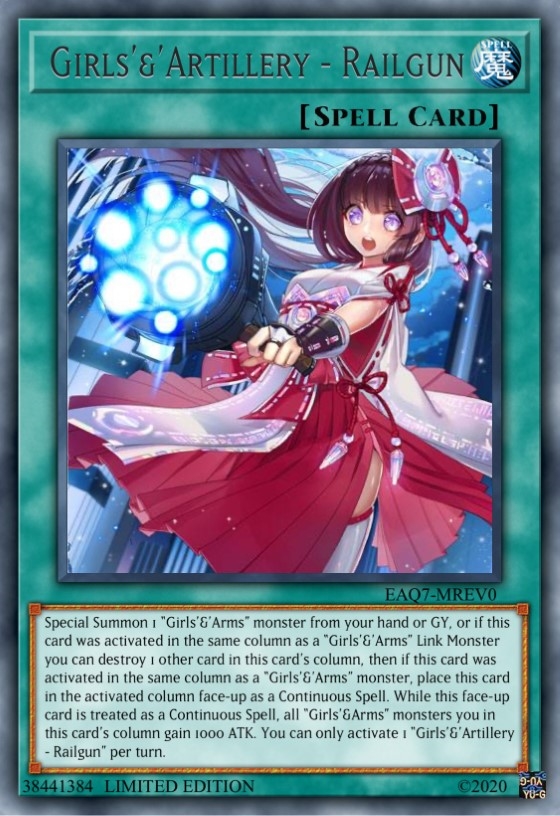 Girls'&'Artillery - Railgun
SPELL
魔
[Spell Card]
EAQ7-MREV0
Special Summon 1 "Girls'&'Arms" monster from your hand or GY, or if this
card was activated in the same column as a "Girls'&'Arms" Link Monster
you can destroy 1 other card in this card's column, then if this card was
activated in the same column as a "Girls'&'Arms" monster, place this card
in the activated column face-up as a Continuous Spell. While this face-up
card is treated as a Continuous Spell, all "Girls'&Arms" monsters you in
this card's column gain 1000 ATK. You can only activate 1 "Girls'&'Artillery
- Railgun" per turn.
38441384 LIMITED EDITION
©2020